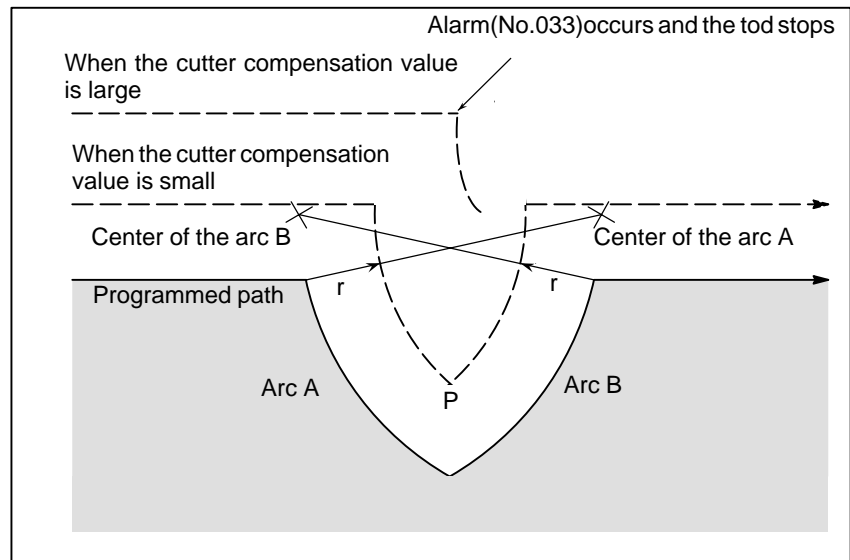 Alarm(No.033)occurs and the tod stops
When the cutter compensation value
is large
When the cutter compensation
value is small
Center of the arc B
Center of the arc A
r
r
Programmed path
Arc A
P
Arc B